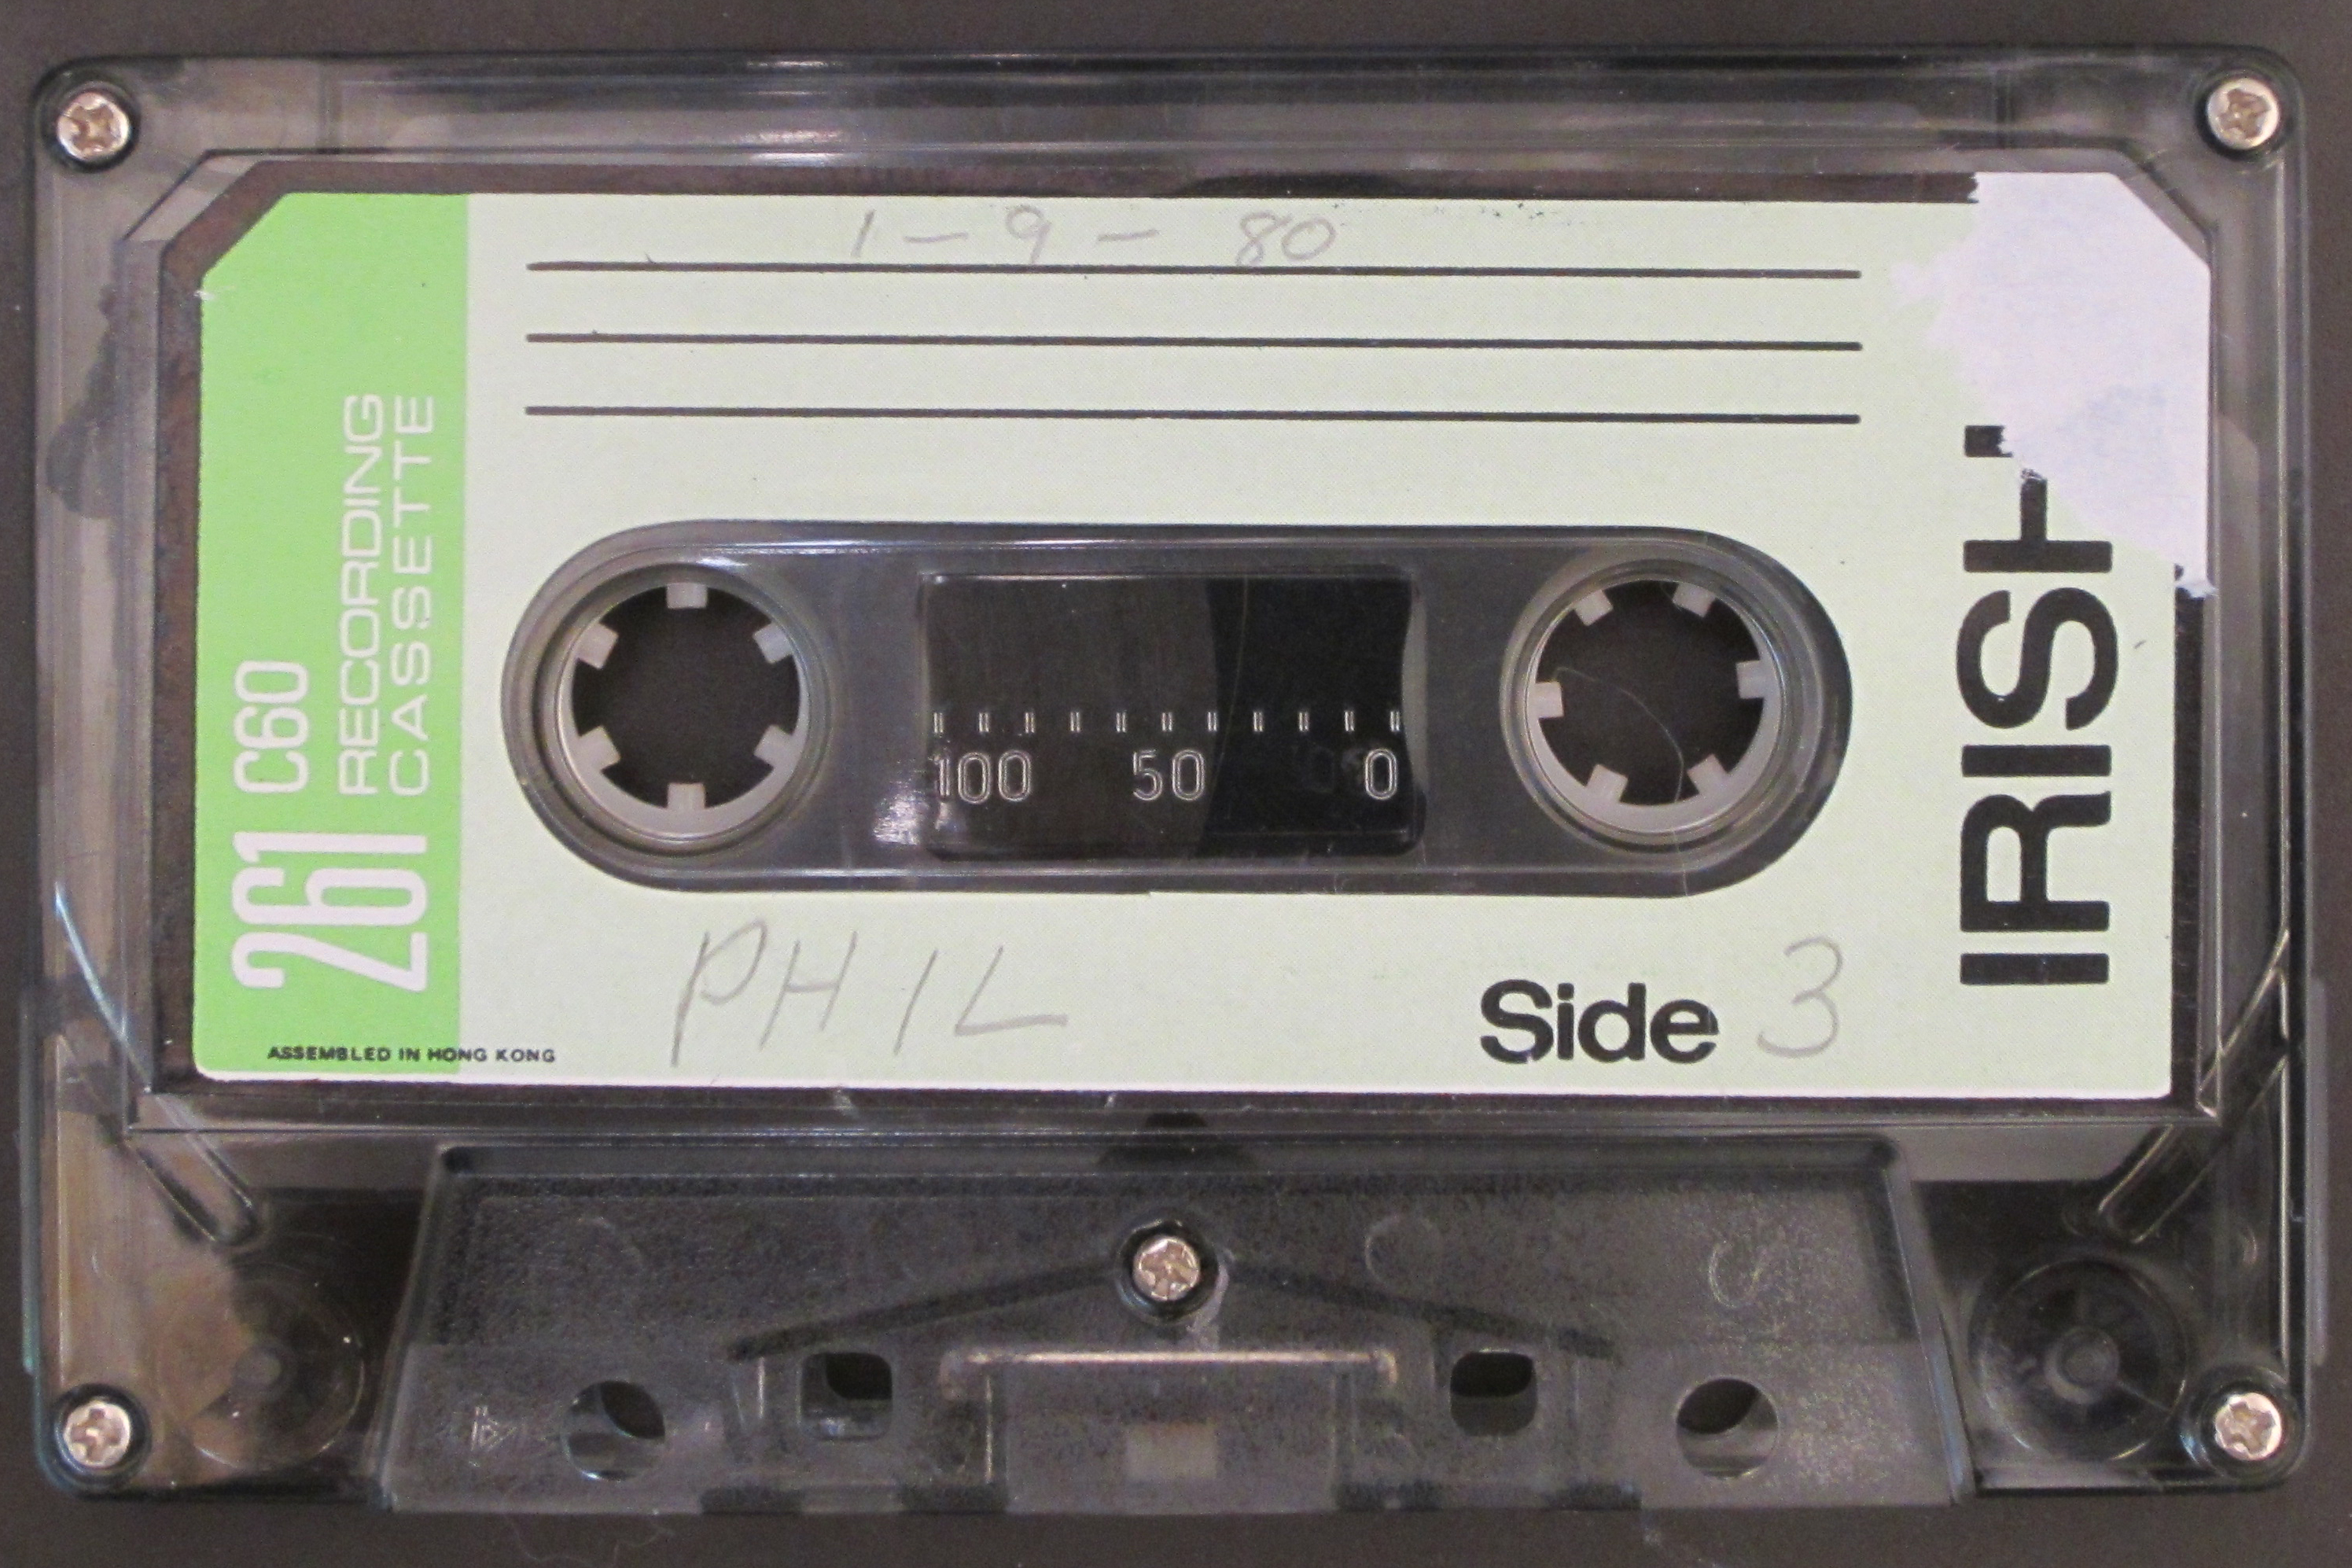 1-9-80
261 C60
RECORDING
CASSETTE
100 50 0
IRISH
PHIL
Side 3
ASSEMBLED IN HONG KONG